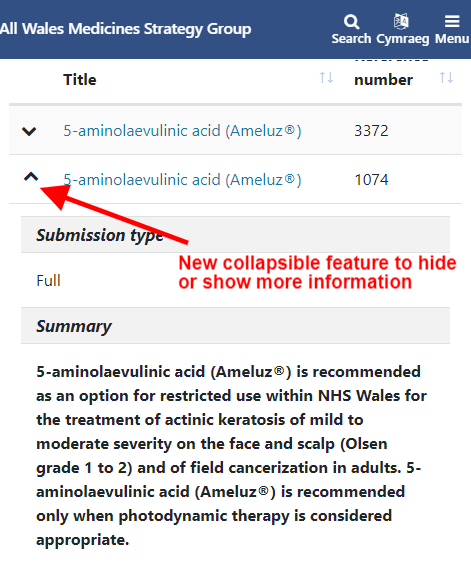 All Wales Medicines Strategy Group
Search Cymraeg Menu
Reference
Title number
5-aminolaevulinic acid (Ameluz®) 3372
5-aminolaevulinic acid (Ameluz®) 1074
Submission type
New collapsible feature to hide
or show more information
Full
Summary
5-aminolaevulinic acid (Ameluz®) is recommended
as an option for restricted use within NHS Wales for
the treatment of actinic keratosis of mild to
moderate severity on the face and scalp (Olsen
grade 1 to 2) and of field cancerization in adults. 5-
aminolaevulinic acid (Ameluz®) is recommended
only when photodynamic therapy is considered
appropriate.